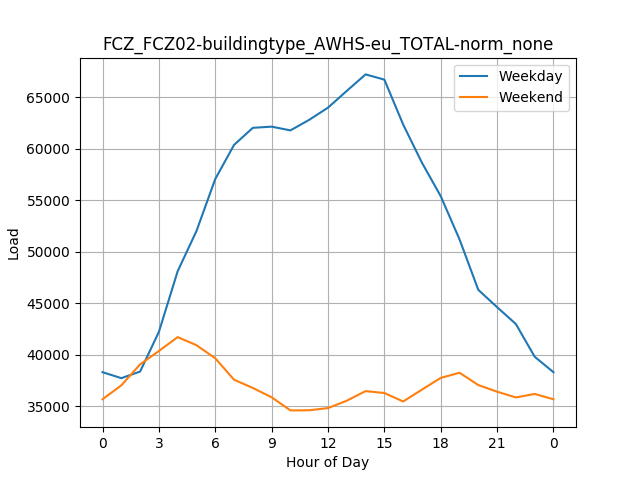 FCZ_FCZ02-buildingtype_AWHS-eu_TOTAL-norm_none
Weekday
Weekend
65000
60000
55000
50000
45000
40000
35000
Load
0 3 6 9 12 15 18 21 0
Hour of Day